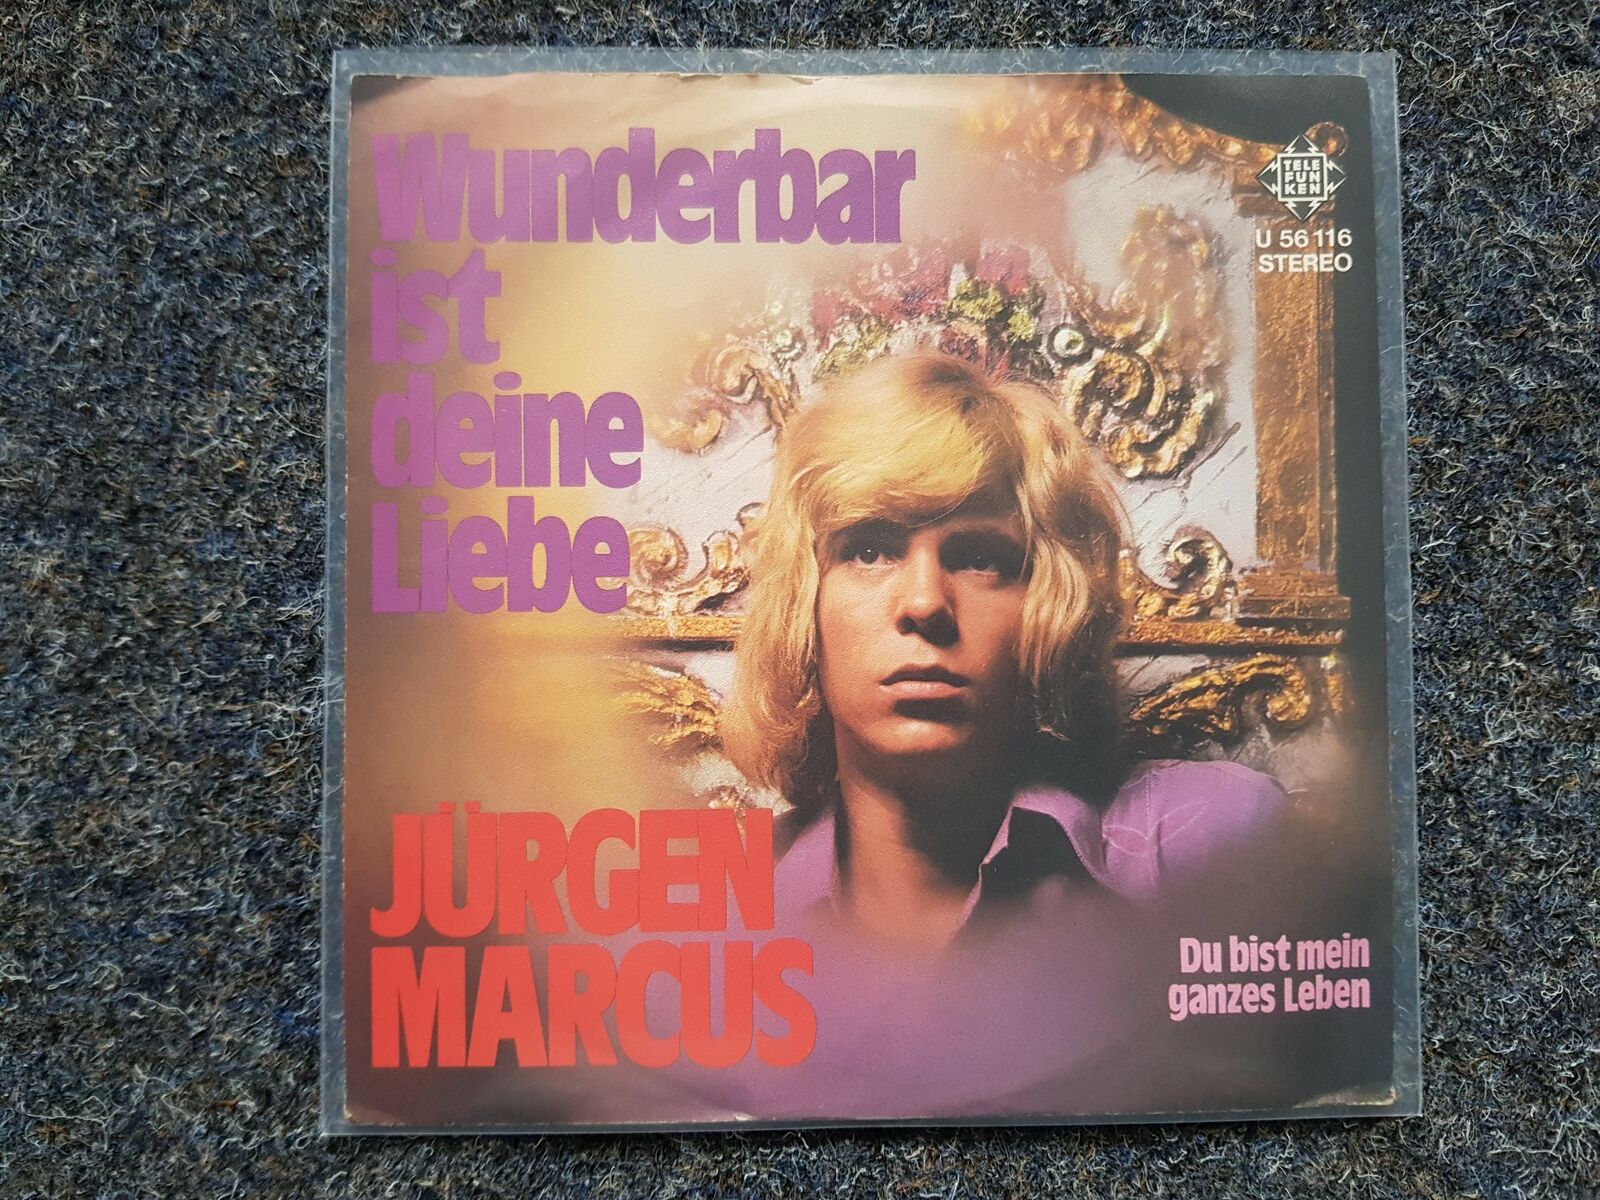 Wunderbar
ist
deine
Liebe
TELE
FUN
KEN
U 56 116
STEREO
JÜRGEN
MARCUS
Du bist mein
ganzes Leben